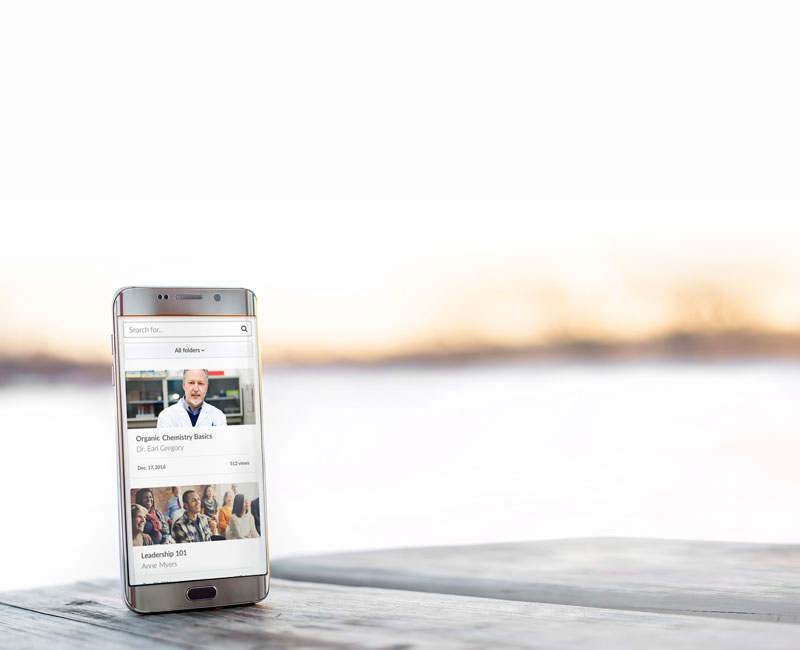 Search for...
All folders
Organic Chemistry Basics
Dr. Earl Gregory
Dec. 17, 2016
512 views
Leadership 101
Anne Myers